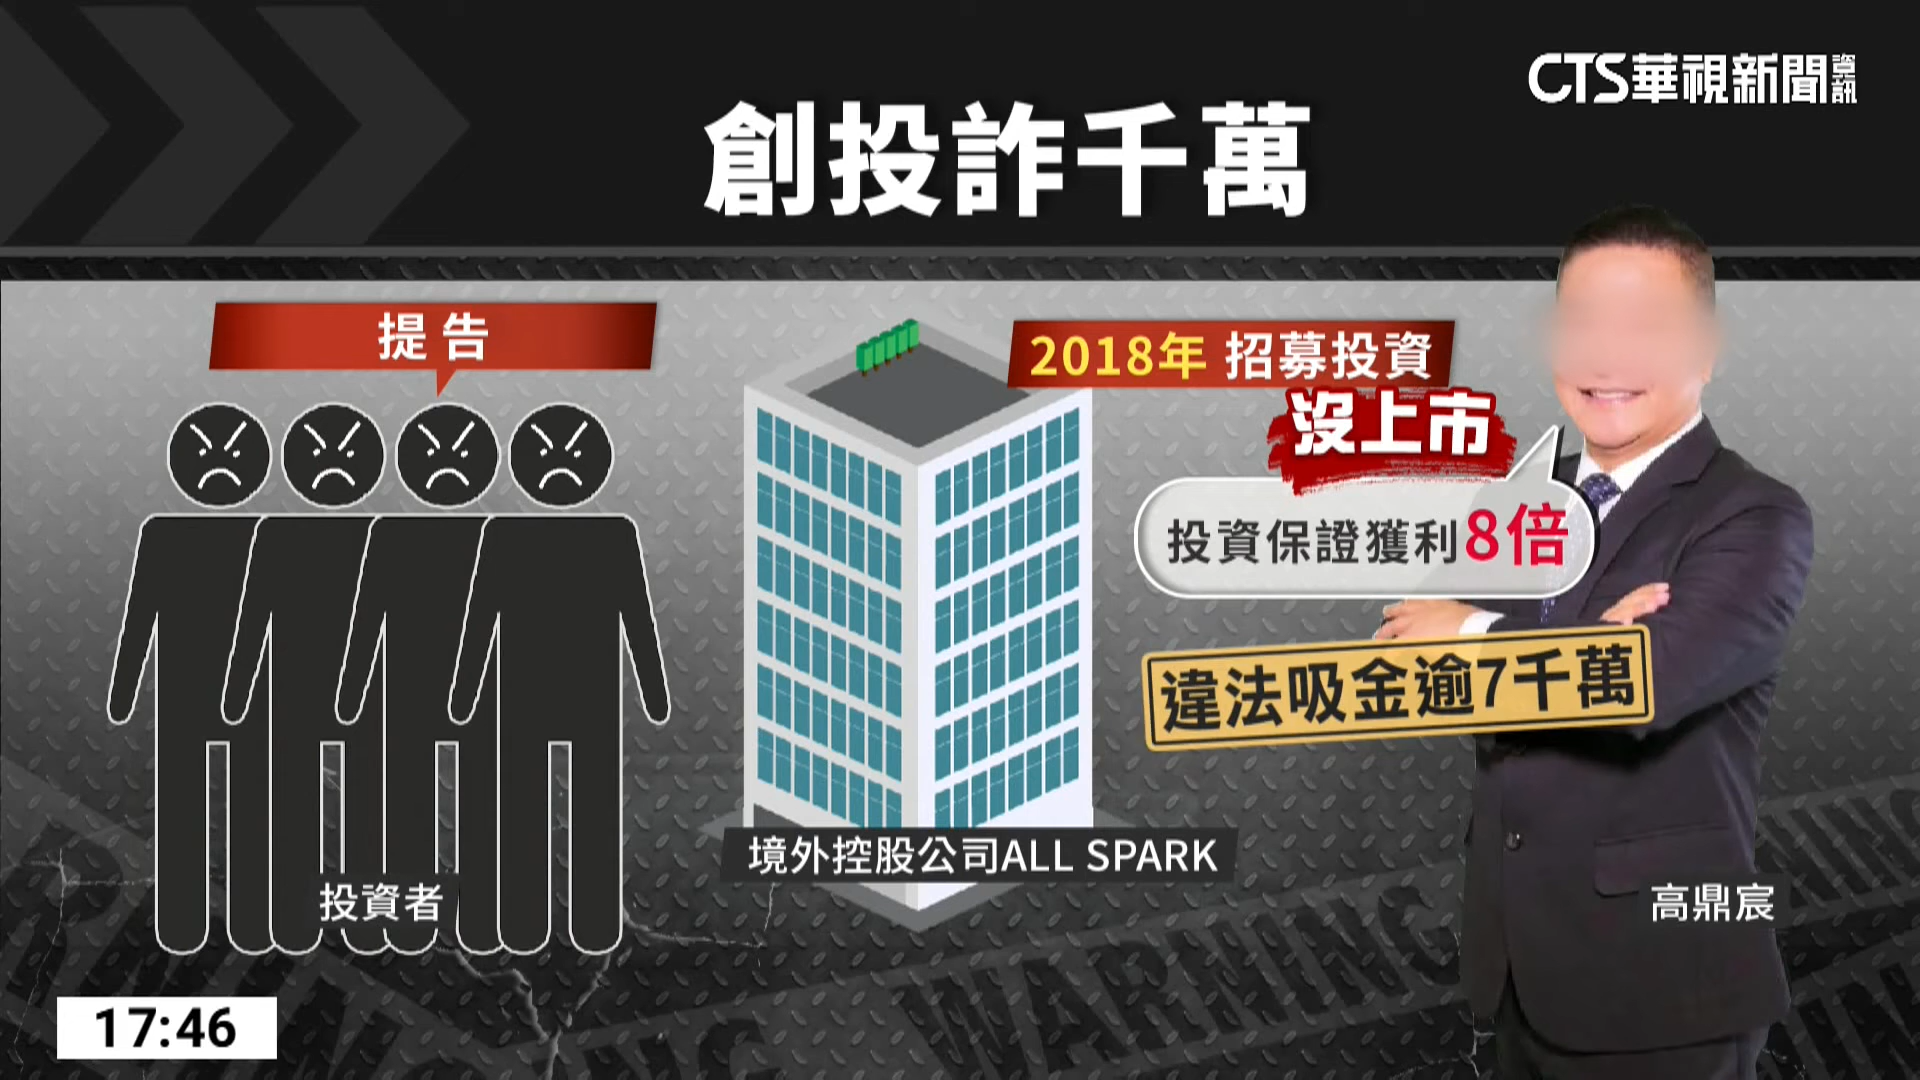 CTS華視新聞資訊
創投詐千萬
提告
2018年 招募投資
沒上市
投資保證獲利8倍
違法吸金逾7千萬
境外控股公司ALL SPARK
投資者
高鼎宸
WARNING
WARNING
17:46